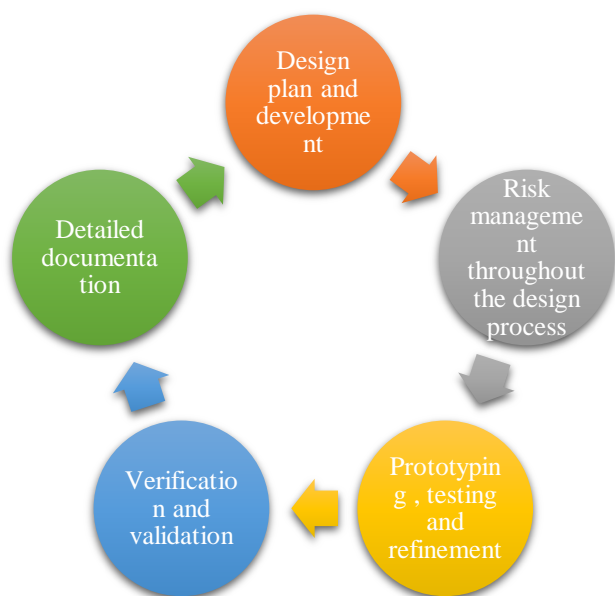 Design
plan and
developme
nt
Risk
manageme
nt
throughout
the design
process
Prototypin
g , testing
and
refinement
Verificatio
n and
validation
Detailed
documenta
tion